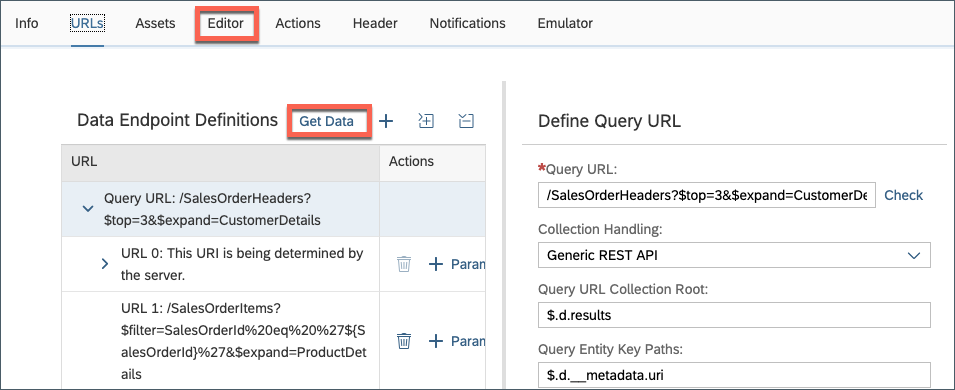 Info URLs Assets Editor Actions Header Notifications Emulator
Data Endpoint Definitions Get Data
URL Actions
Query URL: /SalesOrderHeaders?
$top=3&$expand=CustomerDetails
URL 0: This URI is being determined by
the server.
Param
URL 1: /SalesOrderItems?
$filter=SalesOrderId%20eq%20%27${S
alesOrderId}%27&$expand=ProductDet
ails
Param
Define Query URL
*Query URL:
/SalesOrderHeaders?$top=3&$expand=CustomerDe
Check
Collection Handling:
Generic REST API
Query URL Collection Root:
$.d.results
Query Entity Key Paths:
$.d.__metadata.uri